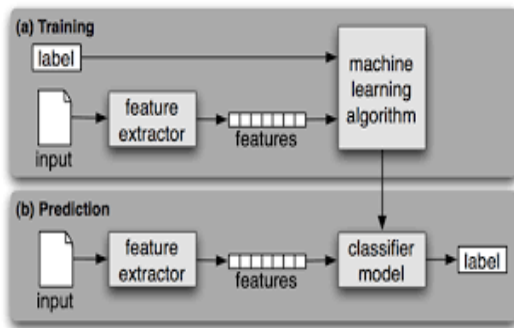 (a) Training
label
input
feature
extractor
features
machine
learning
algorithm
(b) Prediction
input
feature
extractor
features
classifier
model
label